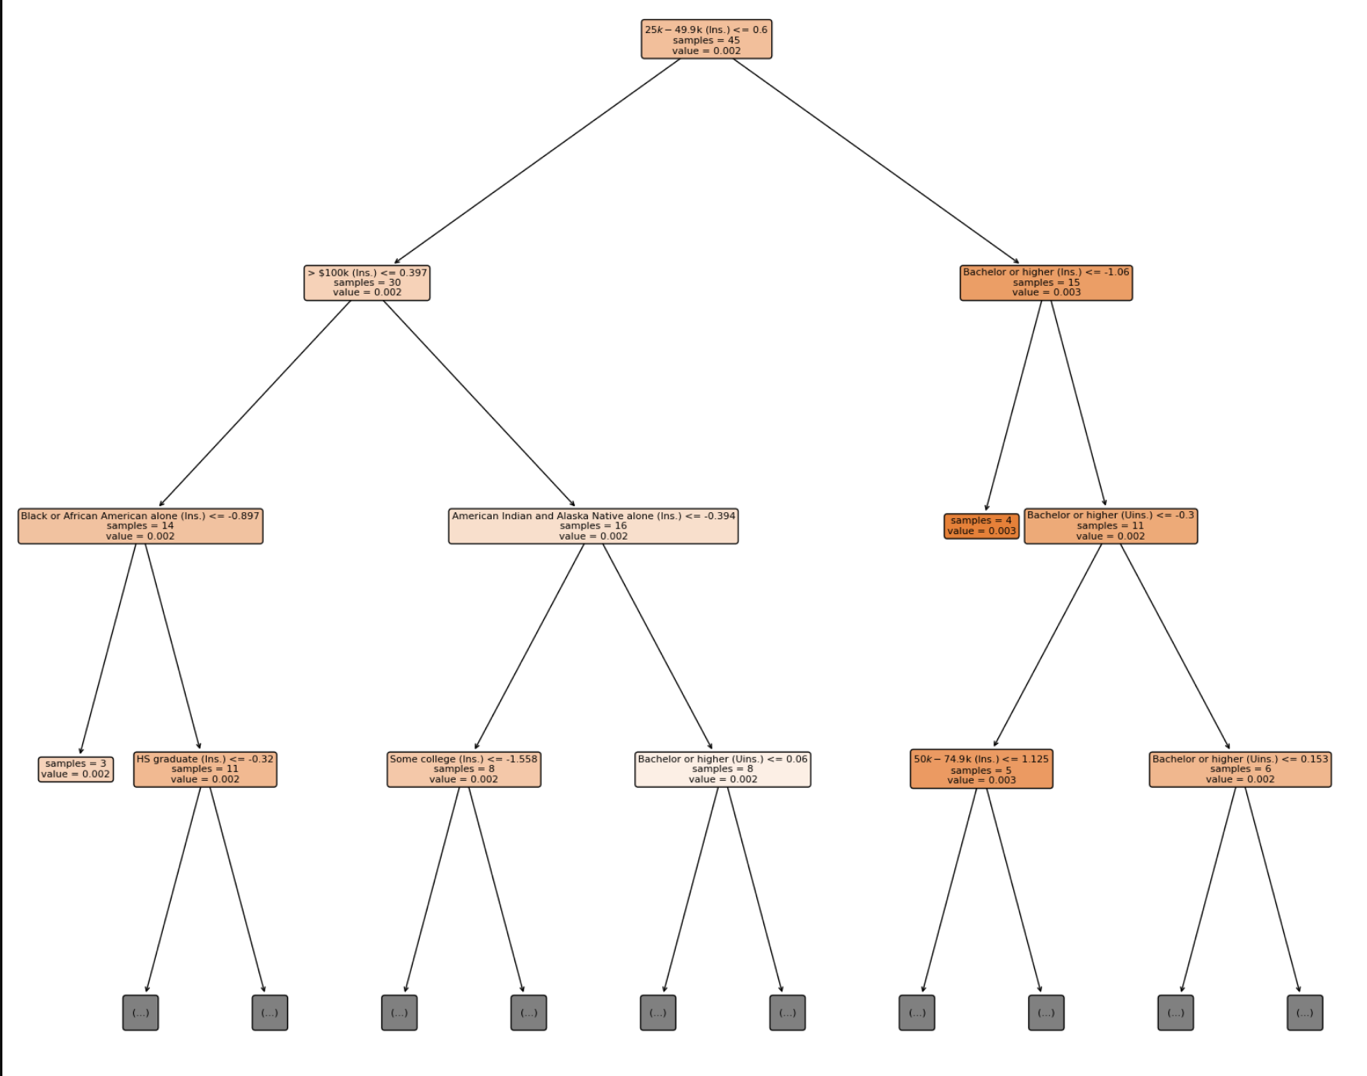 25k − 49.9k (Ins.) <= 0.6
samples = 45
value = 0.002
> $100k (Ins.) <= 0.397
samples = 30
value = 0.002
Bachelor or higher (Ins.) <= -1.06
samples = 15
value = 0.003
Black or African American alone (Ins.) <= -0.897
samples = 14
value = 0.002
American Indian and Alaska Native alone (Ins.) <= -0.394
samples = 16
value = 0.002
samples = 4
value = 0.003
Bachelor or higher (Uins.) <= -0.3
samples = 11
value = 0.002
samples = 3
value = 0.002
HS graduate (Ins.) <= -0.32
samples = 11
value = 0.002
Some college (Ins.) <= -1.558
samples = 8
value = 0.002
Bachelor or higher (Uins.) <= 0.06
samples = 8
value = 0.002
50k − 74.9k (Ins.) <= 1.125
samples = 5
value = 0.003
Bachelor or higher (Uins.) <= 0.153
samples = 6
value = 0.002
(...)
(...)
(...)
(...)
(...)
(...)
(...)
(...)
(...)
(...)